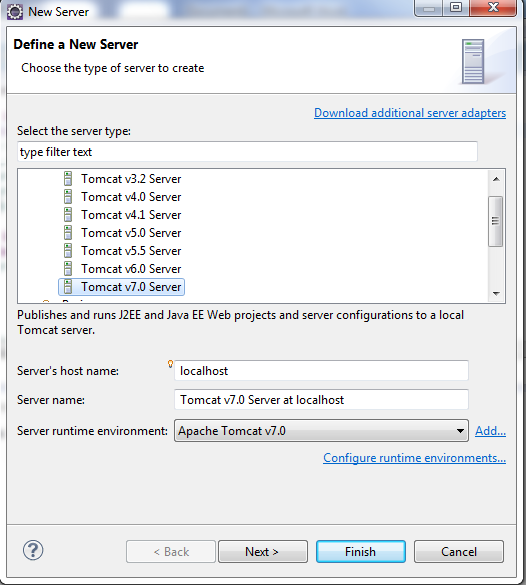 New Server
Define a New Server
Choose the type of server to create
Download additional server adapters
Select the server type:
type filter text
Tomcat v3.2 Server
Tomcat v4.0 Server
Tomcat v4.1 Server
Tomcat v5.0 Server
Tomcat v5.5 Server
Tomcat v6.0 Server
Tomcat v7.0 Server
Publishes and runs J2EE and Java EE Web projects and server configurations to a local
Tomcat server.
Server's host name: localhost
Server name: Tomcat v7.0 Server at localhost
Server runtime environment: Apache Tomcat v7.0 Add...
Configure runtime environments...
? < Back Next > Finish Cancel